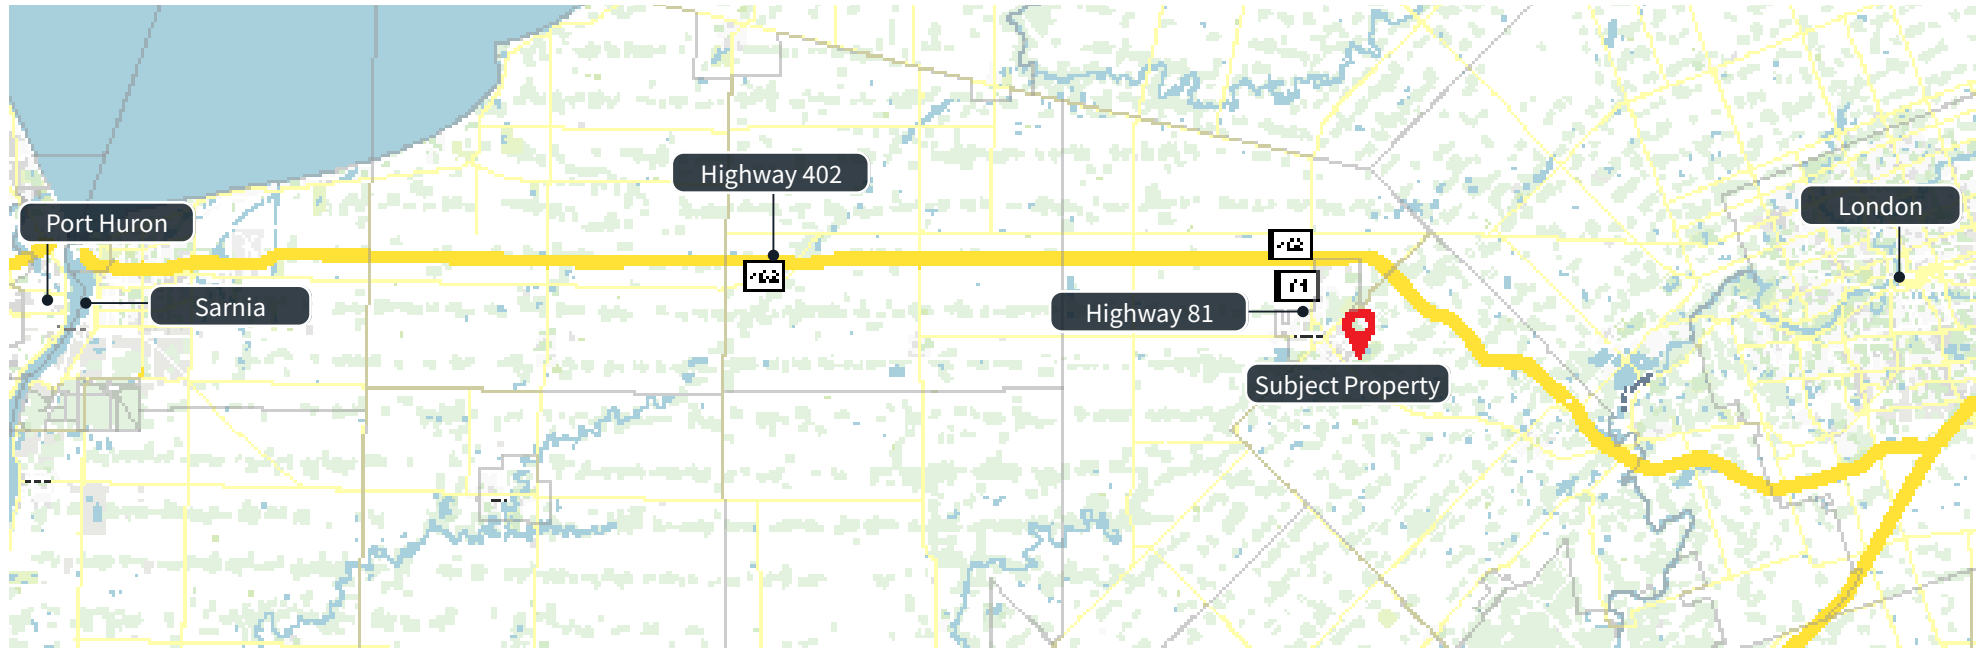 Highway 402
Port Huron
London
Sarnia
Highway 81
Subject Property